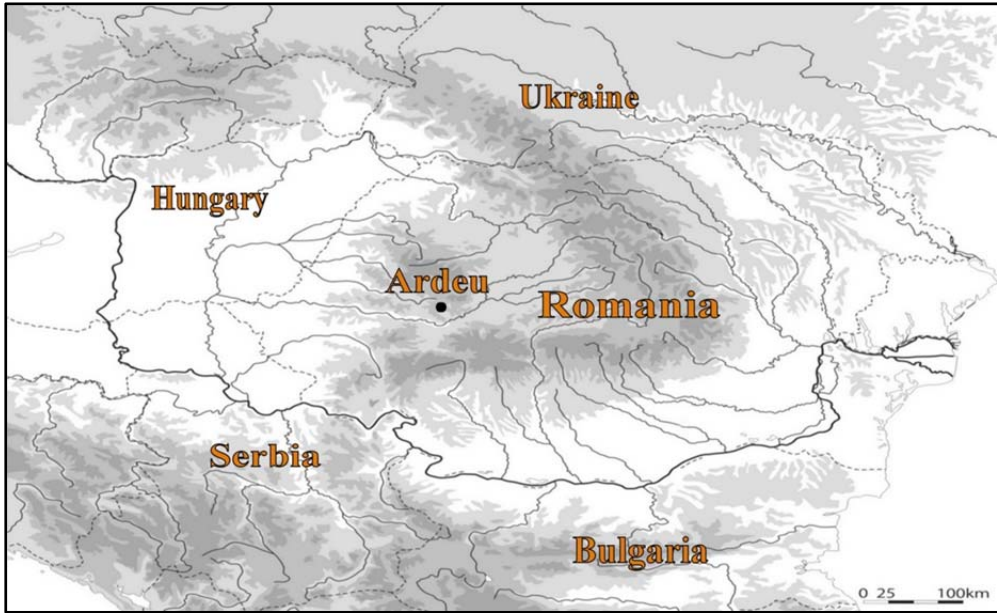 Ukraine
Hungary
Ardeu
Romania
Serbia
Bulgaria
0 25 100km